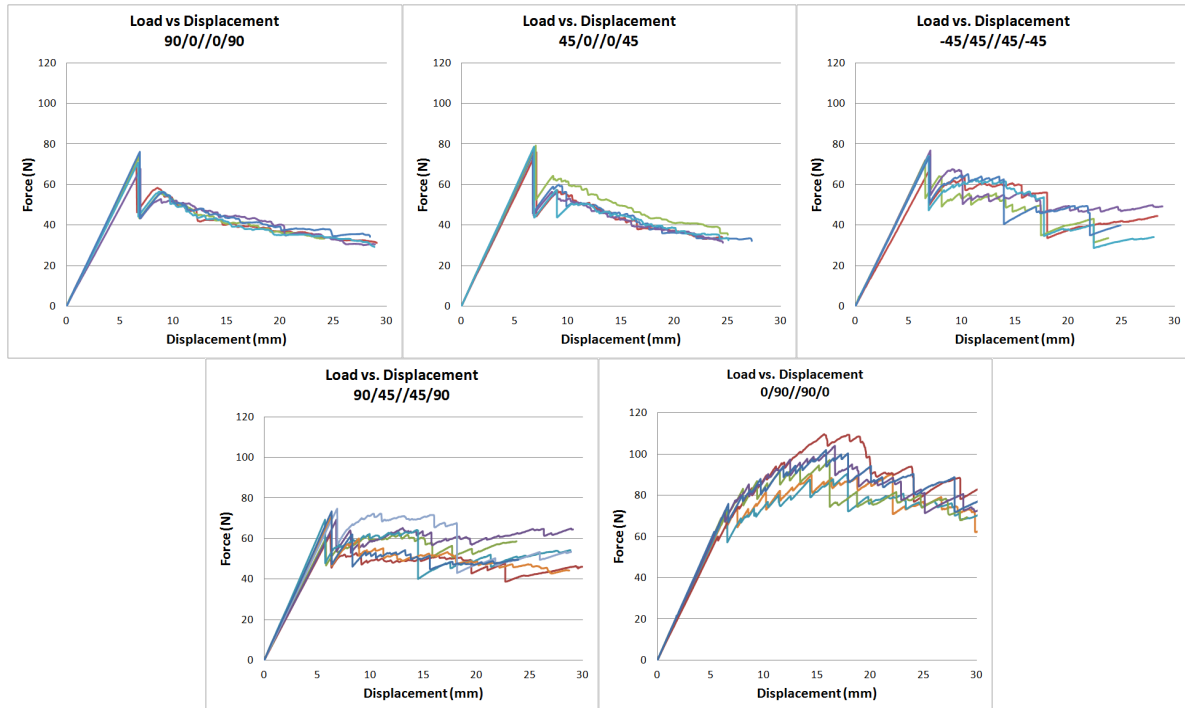 Load vs Displacement
90/0//0/90
Force (N)
120
100
80
60
40
20
0
0 5 10 15 20 25 30
Displacement (mm)
Load vs. Displacement
45/0//0/45
Force (N)
120
100
80
60
40
20
0
0 5 10 15 20 25 30
Displacement (mm)
Load vs. Displacement
-45/45//45/-45
Force (N)
120
100
80
60
40
20
0
0 5 10 15 20 25 30
Displacement (mm)
Load vs. Displacement
90/45//45/90
Force (N)
120
100
80
60
40
20
0
0 5 10 15 20 25 30
Displacement (mm)
Load vs. Displacement
0/90//90/0
Force (N)
120
100
80
60
40
20
0
0 5 10 15 20 25 30
Displacement (mm)